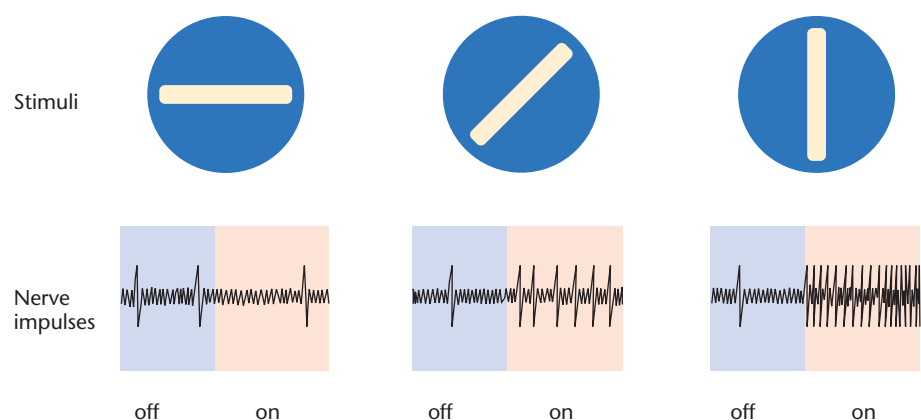 Stimuli
Nerve
impulses
off on off on off on